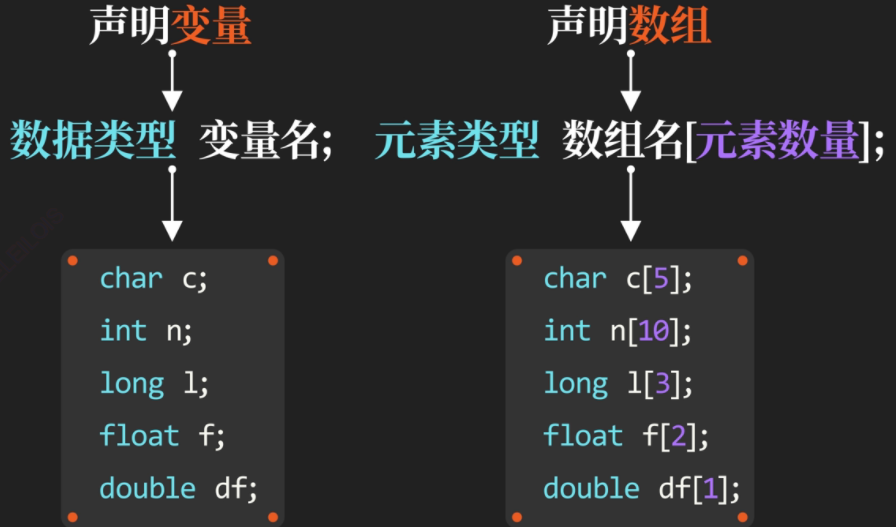 声明变量
数据类型 变量名;
char c;
int n;
long l;
float f;
double df;
声明数组
元素类型 数组名[元素数量];
char c[5];
int n[10];
long l[3];
float f[2];
double df[1];